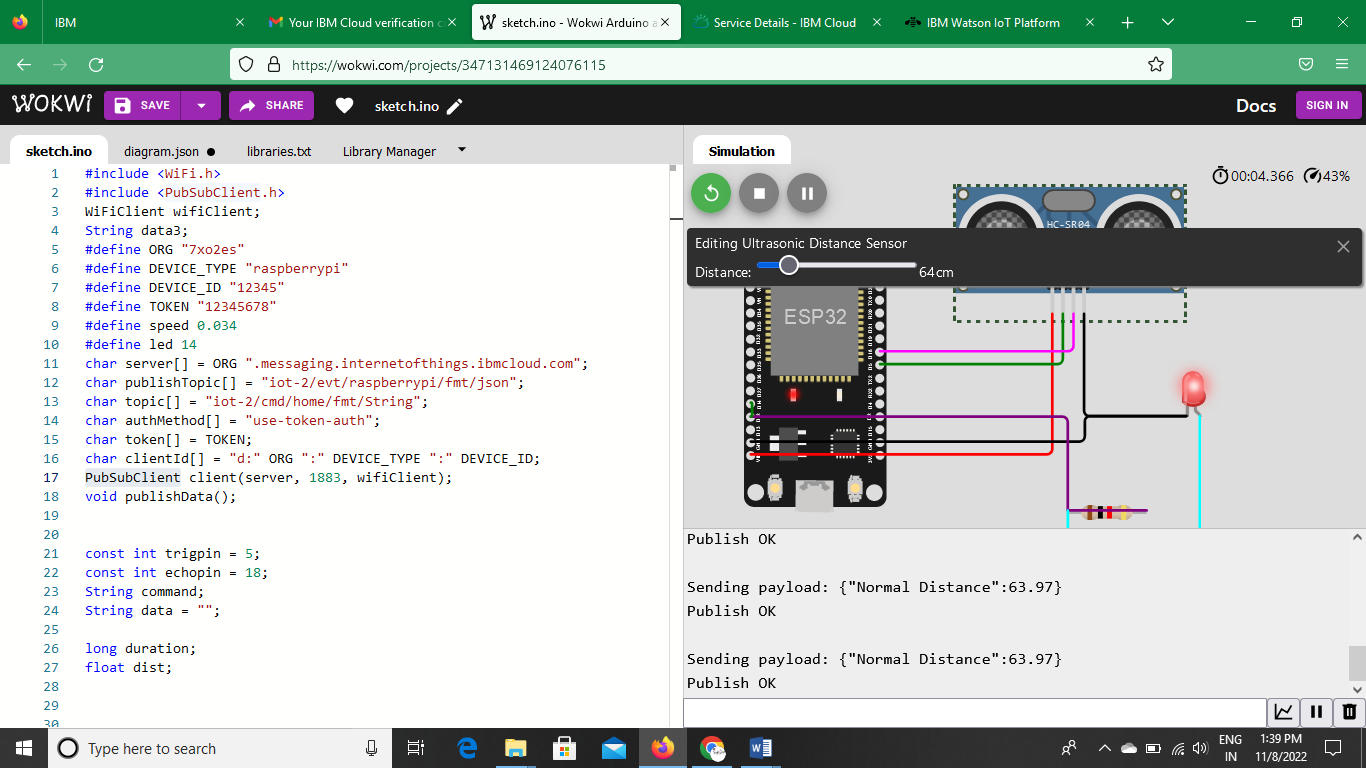 IBM
Your IBM Cloud verification c
sketch.ino - Wokwi Arduino a
Service Details - IBM Cloud
IBM Watson IoT Platform
https://wokwi.com/projects/347131469124076115
WOKWI
SAVE
SHARE
sketch.ino
Docs
SIGN IN
sketch.ino
diagram.json
libraries.txt
Library Manager
Simulation
1 #include <WiFi.h>
2 #include <PubSubClient.h>
3 WiFiClient wifiClient;
4 String data3;
5 #define ORG "7xo2es"
6 #define DEVICE_TYPE "raspberrypi"
7 #define DEVICE_ID "12345"
8 #define TOKEN "12345678"
9 #define speed 0.034
10 #define led 14
11 char server[] = ORG ".messaging.internetofthings.ibmcloud.com";
12 char publishTopic[] = "iot-2/evt/raspberrypi/fmt/json";
13 char topic[] = "iot-2/cmd/home/fmt/String";
14 char authMethod[] = "use-token-auth";
15 char token[] = TOKEN;
16 char clientId[] = "d:" ORG ":" DEVICE_TYPE ":" DEVICE_ID;
17 PubSubClient client(server, 1883, wifiClient);
18 void publishData();
19
20
21 const int trigpin = 5;
22 const int echopin = 18;
23 String command;
24 String data = "";
25
26 long duration;
27 float dist;
28
29
30
00:04.366
43%
HC-SR04
Editing Ultrasonic Distance Sensor
Distance:
64cm
ESP32
Publish OK
Sending payload: {"Normal Distance":63.97}
Publish OK
Sending payload: {"Normal Distance":63.97}
Publish OK
Type here to search
ENG
IN
1:39 PM
11/8/2022